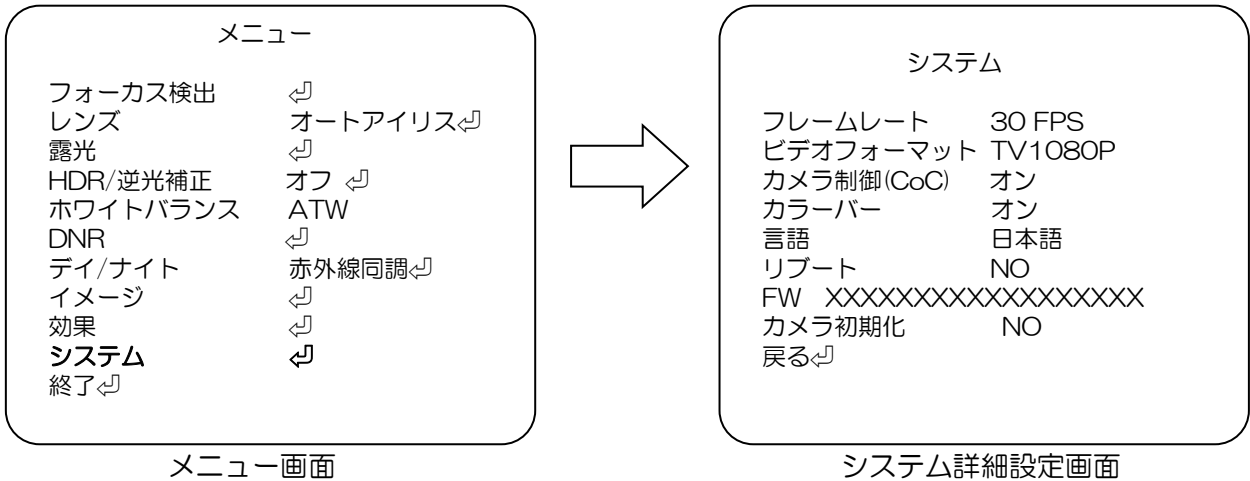 メニュー
フォーカス検出 ⏎
レンズ オートアイリス⏎
露光 ⏎
HDR/逆光補正 オフ ⏎
ホワイトバランス ATW
DNR ⏎
デイ/ナイト 赤外線同調⏎
イメージ ⏎
効果 ⏎
システム ⏎
終了⏎
メニュー画面
システム
フレームレート 30 FPS
ビデオフォーマット TV1080P
カメラ制御(CoC) オン
カラーバー オン
言語 日本語
リブート NO
FW XXXXXXXXXXXXXXXXXX
カメラ初期化 NO
戻る⏎
システム詳細設定画面